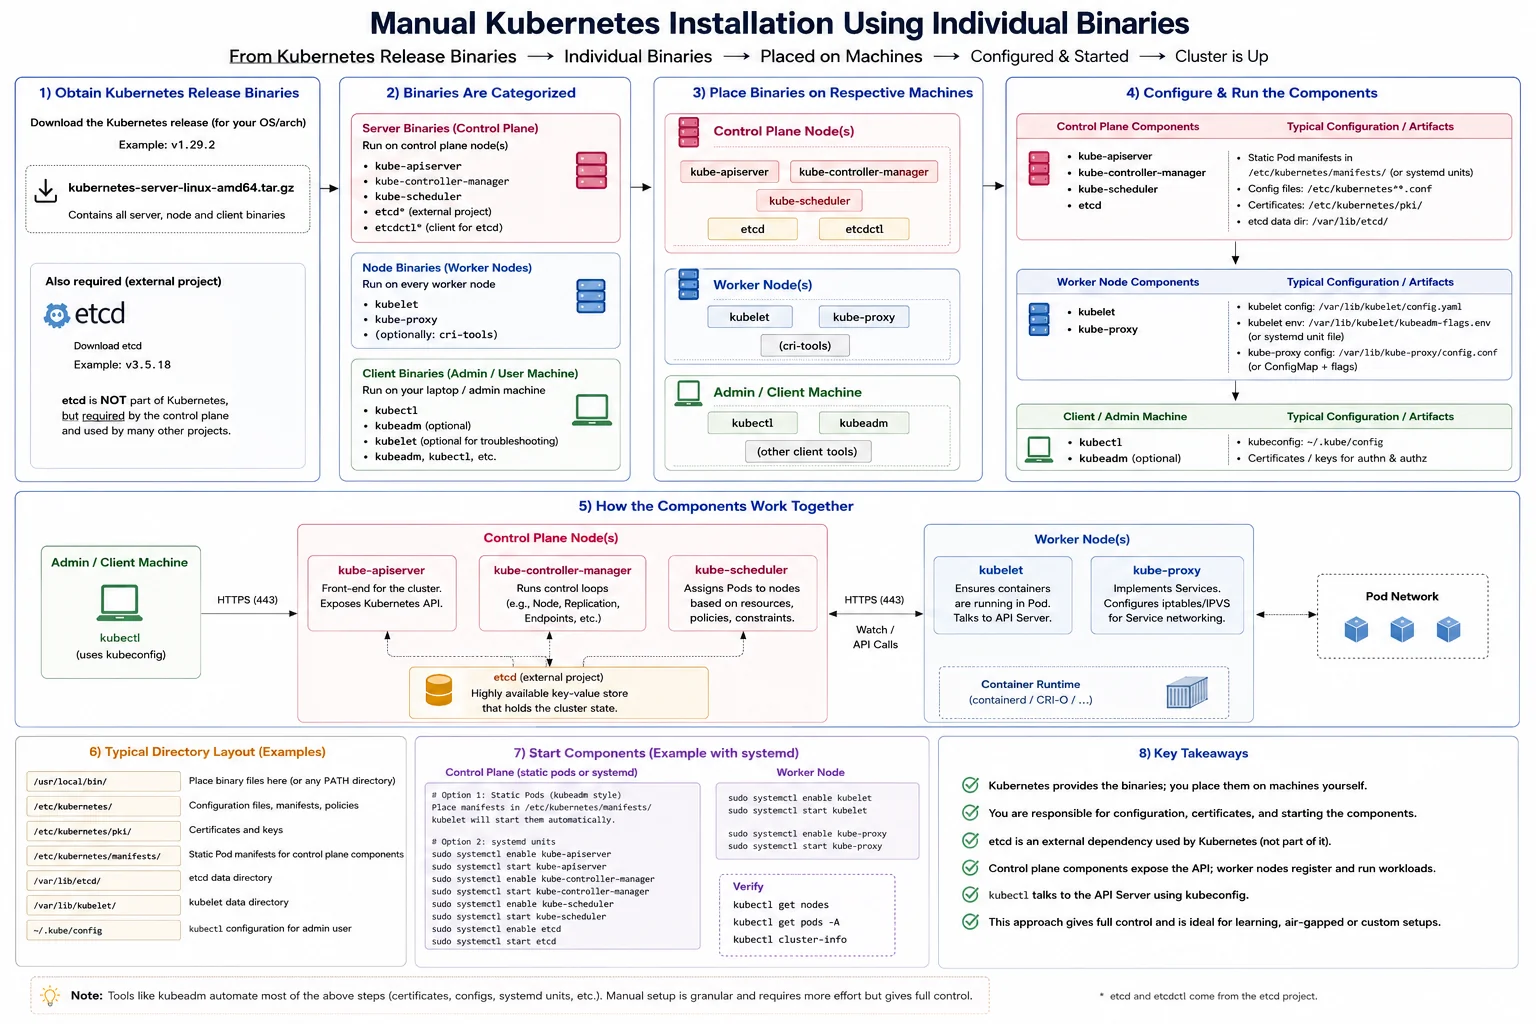 Manual Kubernetes Installation Using Individual Binaries
From Kubernetes Release Binaries → Individual Binaries → Placed on Machines → Configured & Started → Cluster is Up
1) Obtain Kubernetes Release Binaries
Download the Kubernetes release (for your OS/arch)
Example: v1.29.2
kubernetes-server-linux-amd64.tar.gz
Contains all server, node and client binaries
Also required (external project)
etcd
Download etcd
Example: v3.5.18
etcd is NOT part of Kubernetes,
but required by the control plane
and used by many other projects.
2) Binaries Are Categorized
Server Binaries (Control Plane)
Run on control plane node(s)
• kube-apiserver
• kube-controller-manager
• kube-scheduler
• etcd* (external project)
• etcdctl* (client for etcd)
Node Binaries (Worker Nodes)
Run on every worker node
• kubelet
• kube-proxy
• (optionally: cri-tools)
Client Binaries (Admin / User Machine)
Run on your laptop / admin machine
• kubectl
• kubeadm (optional)
• kubelet (optional for troubleshooting)
• kubeadm, kubectl, etc.
3) Place Binaries on Respective Machines
Control Plane Node(s)
kube-apiserver
kube-controller-manager
kube-scheduler
etcd
etcdctl
Worker Node(s)
kubelet
kube-proxy
(cri-tools)
Admin / Client Machine
kubectl
kubeadm
(other client tools)
4) Configure & Run the Components
Control Plane Components
Typical Configuration / Artifacts
• kube-apiserver
• kube-controller-manager
• kube-scheduler
• etcd
• Static Pod manifests in
/etc/kubernetes/manifests/ (or systemd units)
• Config files: /etc/kubernetes/*.conf
• Certificates: /etc/kubernetes/pki/
• etcd data dir: /var/lib/etcd/
Worker Node Components
Typical Configuration / Artifacts
• kubelet
• kube-proxy
• kubelet config: /var/lib/kubelet/config.yaml
• kubelet env: /var/lib/kubelet/kubeadm-flags.env
(or systemd unit file)
• kube-proxy config: /var/lib/kube-proxy/config.conf
(or ConfigMap + flags)
Client / Admin Machine
Typical Configuration / Artifacts
• kubectl
• kubeadm (optional)
• kubeconfig: ~/.kube/config
• Certificates / keys for authn & authz
5) How the Components Work Together
Admin / Client Machine
kubectl
(uses kubeconfig)
HTTPS (443)
Control Plane Node(s)
kube-apiserver
Front-end for the cluster.
Exposes Kubernetes API.
kube-controller-manager
Runs control loops
(e.g., Node, Replication,
Endpoints, etc.)
kube-scheduler
Assigns Pods to nodes
based on resources,
policies, constraints.
etcd (external project)
Highly available key-value store
that holds the cluster state.
HTTPS (443)
Watch /
API Calls
Worker Node(s)
kubelet
Ensures containers
are running in Pod.
Talks to API Server.
kube-proxy
Implements Services.
Configures iptables/IPVS
for Service networking.
Container Runtime
(containerd / CRI-O / ...)
Pod Network
6) Typical Directory Layout (Examples)
/usr/local/bin/ Place binary files here (or any PATH directory)
/etc/kubernetes/ Configuration files, manifests, policies
/etc/kubernetes/pki/ Certificates and keys
/etc/kubernetes/manifests/ Static Pod manifests for control plane components
/var/lib/etcd/ etcd data directory
/var/lib/kubelet/ kubelet data directory
~/.kube/config kubectl configuration for admin user
7) Start Components (Example with systemd)
Control Plane (static pods or systemd)
# Option 1: Static Pods (kubeadm style)
Place manifests in /etc/kubernetes/manifests/
kubelet will start them automatically.
# Option 2: systemd units
sudo systemctl enable kube-apiserver
sudo systemctl start kube-apiserver
sudo systemctl enable kube-controller-manager
sudo systemctl start kube-controller-manager
sudo systemctl enable kube-scheduler
sudo systemctl start kube-scheduler
sudo systemctl enable etcd
sudo systemctl start etcd
Worker Node
sudo systemctl enable kubelet
sudo systemctl start kubelet
sudo systemctl enable kube-proxy
sudo systemctl start kube-proxy
Verify
kubectl get nodes
kubectl get pods -A
kubectl cluster-info
8) Key Takeaways
Kubernetes provides the binaries; you place them on machines yourself.
You are responsible for configuration, certificates, and starting the components.
etcd is an external dependency used by Kubernetes (not part of it).
Control plane components expose the API; worker nodes register and run workloads.
kubectl talks to the API Server using kubeconfig.
This approach gives full control and is ideal for learning, air-gapped or custom setups.
Note: Tools like kubeadm automate most of the above steps (certificates, configs, systemd units, etc.). Manual setup is granular and requires more effort but gives full control.
* etcd and etcdctl come from the etcd project.